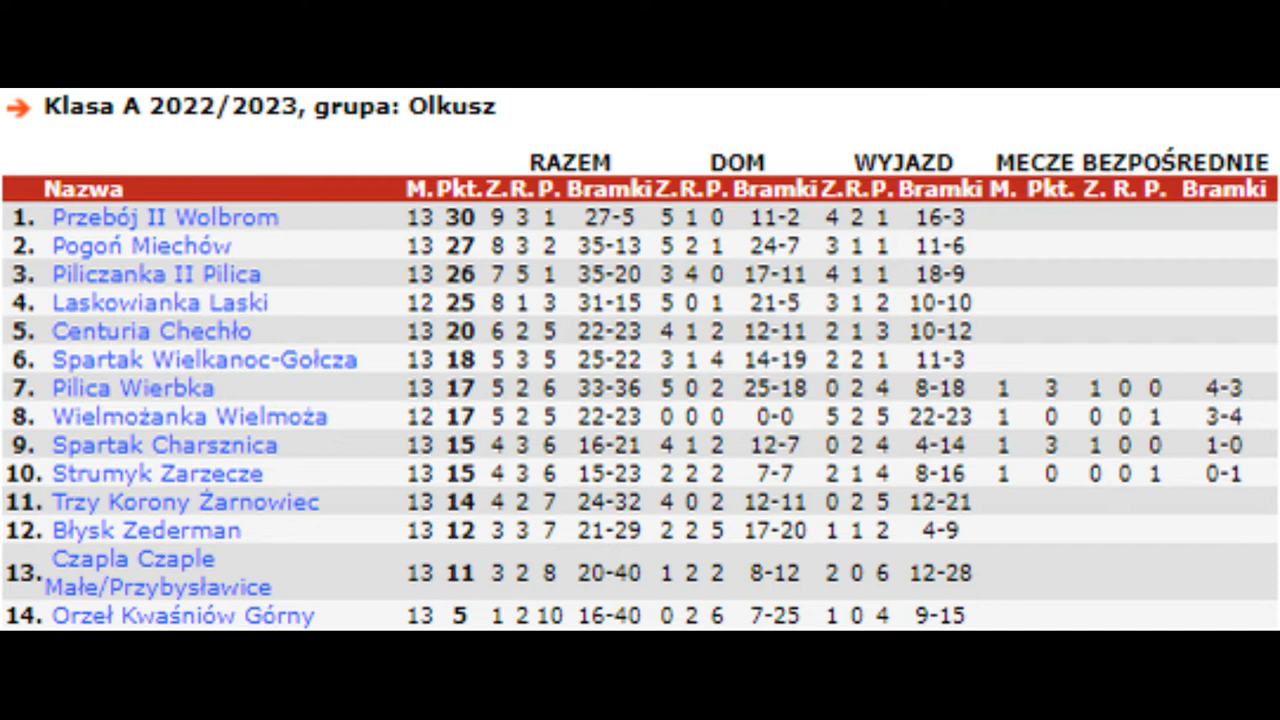 Klasa A 2022/2023, grupa: Olkusz
RAZEM DOM WYJAZD MECZE BEZPOŚREDNIE
Nazwa M. Pkt. Z. R. P. Bramki Z. R. P. Bramki Z. R. P. Bramki M. Pkt. Z. R. P. Bramki
1. Przebój II Wolbrom 13 30 9 3 1 27-5 5 1 0 11-2 4 2 1 16-3
2. Pogoń Miechów 13 27 8 3 2 35-13 5 2 1 24-7 3 1 1 11-6
3. Piliczanka II Pilica 13 26 7 5 1 35-20 3 4 0 17-11 4 1 1 18-9
4. Laskowianka Laski 12 25 8 1 3 31-15 5 0 1 21-5 3 1 2 10-10
5. Centuria Chechło 13 20 6 2 5 22-23 4 1 2 12-11 2 1 3 10-12
6. Spartak Wielkanoc-Gołcza 13 18 5 3 5 25-22 3 1 4 14-19 2 2 1 11-3
7. Pilica Wierbka 13 17 5 2 6 33-36 5 0 2 25-18 0 2 4 8-18 1 3 1 0 0 4-3
8. Wielmożanka Wielmoża 12 17 5 2 5 22-23 0 0 0 0-0 5 2 5 22-23 1 0 0 0 1 3-4
9. Spartak Charsznica 13 15 4 3 6 16-21 4 1 2 12-7 0 2 4 4-14 1 3 1 0 0 1-0
10. Strumyk Zarzecze 13 15 4 3 6 15-23 2 2 2 7-7 2 1 4 8-16 1 0 0 0 1 0-1
11. Trzy Korony Żarnowiec 13 14 4 2 7 24-32 4 0 2 12-11 0 2 5 12-21
12. Błysk Zederman 13 12 3 3 7 21-29 2 2 5 17-20 1 1 2 4-9
13. Czapla Czaple
Małe/Przybysławice 13 11 3 2 8 20-40 1 2 2 8-12 2 0 6 12-28
14. Orzeł Kwaśniów Górny 13 5 1 2 10 16-40 0 2 6 7-25 1 0 4 9-15